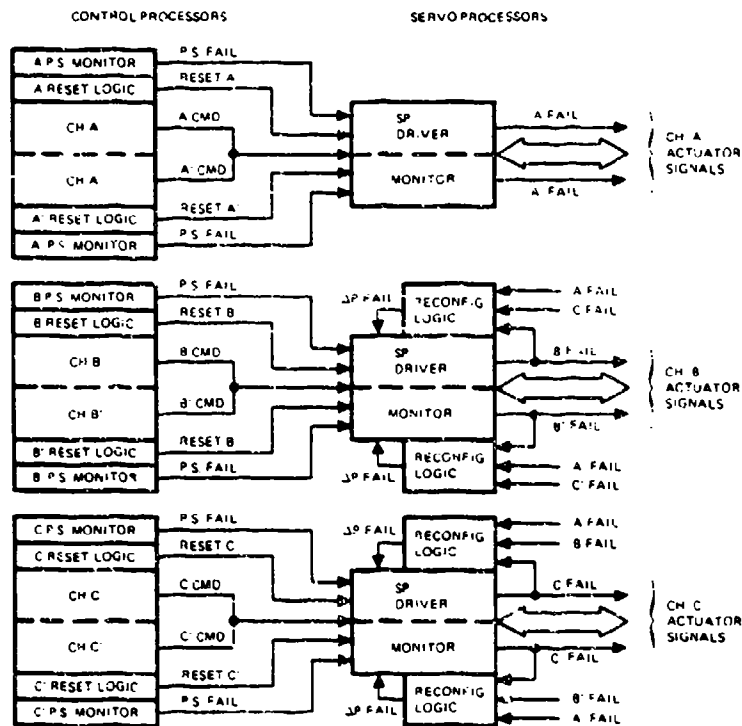 CONTROL PROCESSORS
SERVO PROCESSORS
A P.S. MONITOR
A RESET LOGIC
CH A
CH A
A' RESET LOGIC
A P.S. MONITOR
P.S. FAIL
RESET A
A CMD
A' CMD
RESET A'
P.S. FAIL
SP
DRIVER
MONITOR
A FAIL
A FAIL
CH A
ACTUATOR
SIGNALS
B P.S. MONITOR
B RESET LOGIC
CH B
CH B'
B' RESET LOGIC
B P.S. MONITOR
P.S. FAIL
RESET B
B CMD
B' CMD
RESET B
P.S. FAIL
ΔP FAIL
RECONFIG
LOGIC
SP
DRIVER
MONITOR
RECONFIG
LOGIC
ΔP FAIL
A FAIL
C FAIL
B FAIL
B' FAIL
A FAIL
C' FAIL
CH B
ACTUATOR
SIGNALS
C P.S. MONITOR
C RESET LOGIC
CH C
CH C'
C' RESET LOGIC
C' P.S. MONITOR
P.S. FAIL
RESET C
C CMD
C' CMD
RESET C'
P.S. FAIL
ΔP FAIL
RECONFIG
LOGIC
SP
DRIVER
MONITOR
RECONFIG
LOGIC
ΔP FAIL
A FAIL
B FAIL
C FAIL
C' FAIL
B' FAIL
A' FAIL
CH C
ACTUATOR
SIGNALS